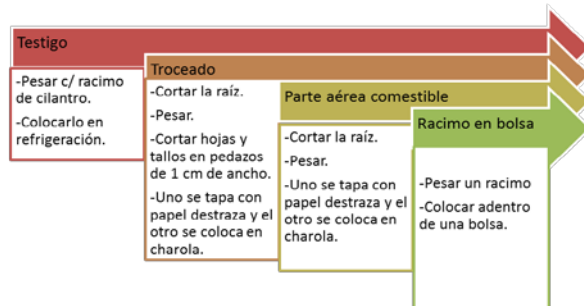 Testigo
-Pesar c/ racimo
de cilantro.
-Colocarlo en
refrigeración.
Troceado
-Cortar la raíz.
-Pesar.
-Cortar hojas y
tallos en pedazos
de 1 cm de ancho.
-Uno se tapa con
papel destraza y el
otro se coloca en
charola.
Parte aérea comestible
-Cortar la raíz.
-Pesar.
-Uno se tapa con
papel destraza y el
otro se coloca en
charola.
Racimo en bolsa
-Pesar un racimo
-Colocar adentro
de una bolsa.